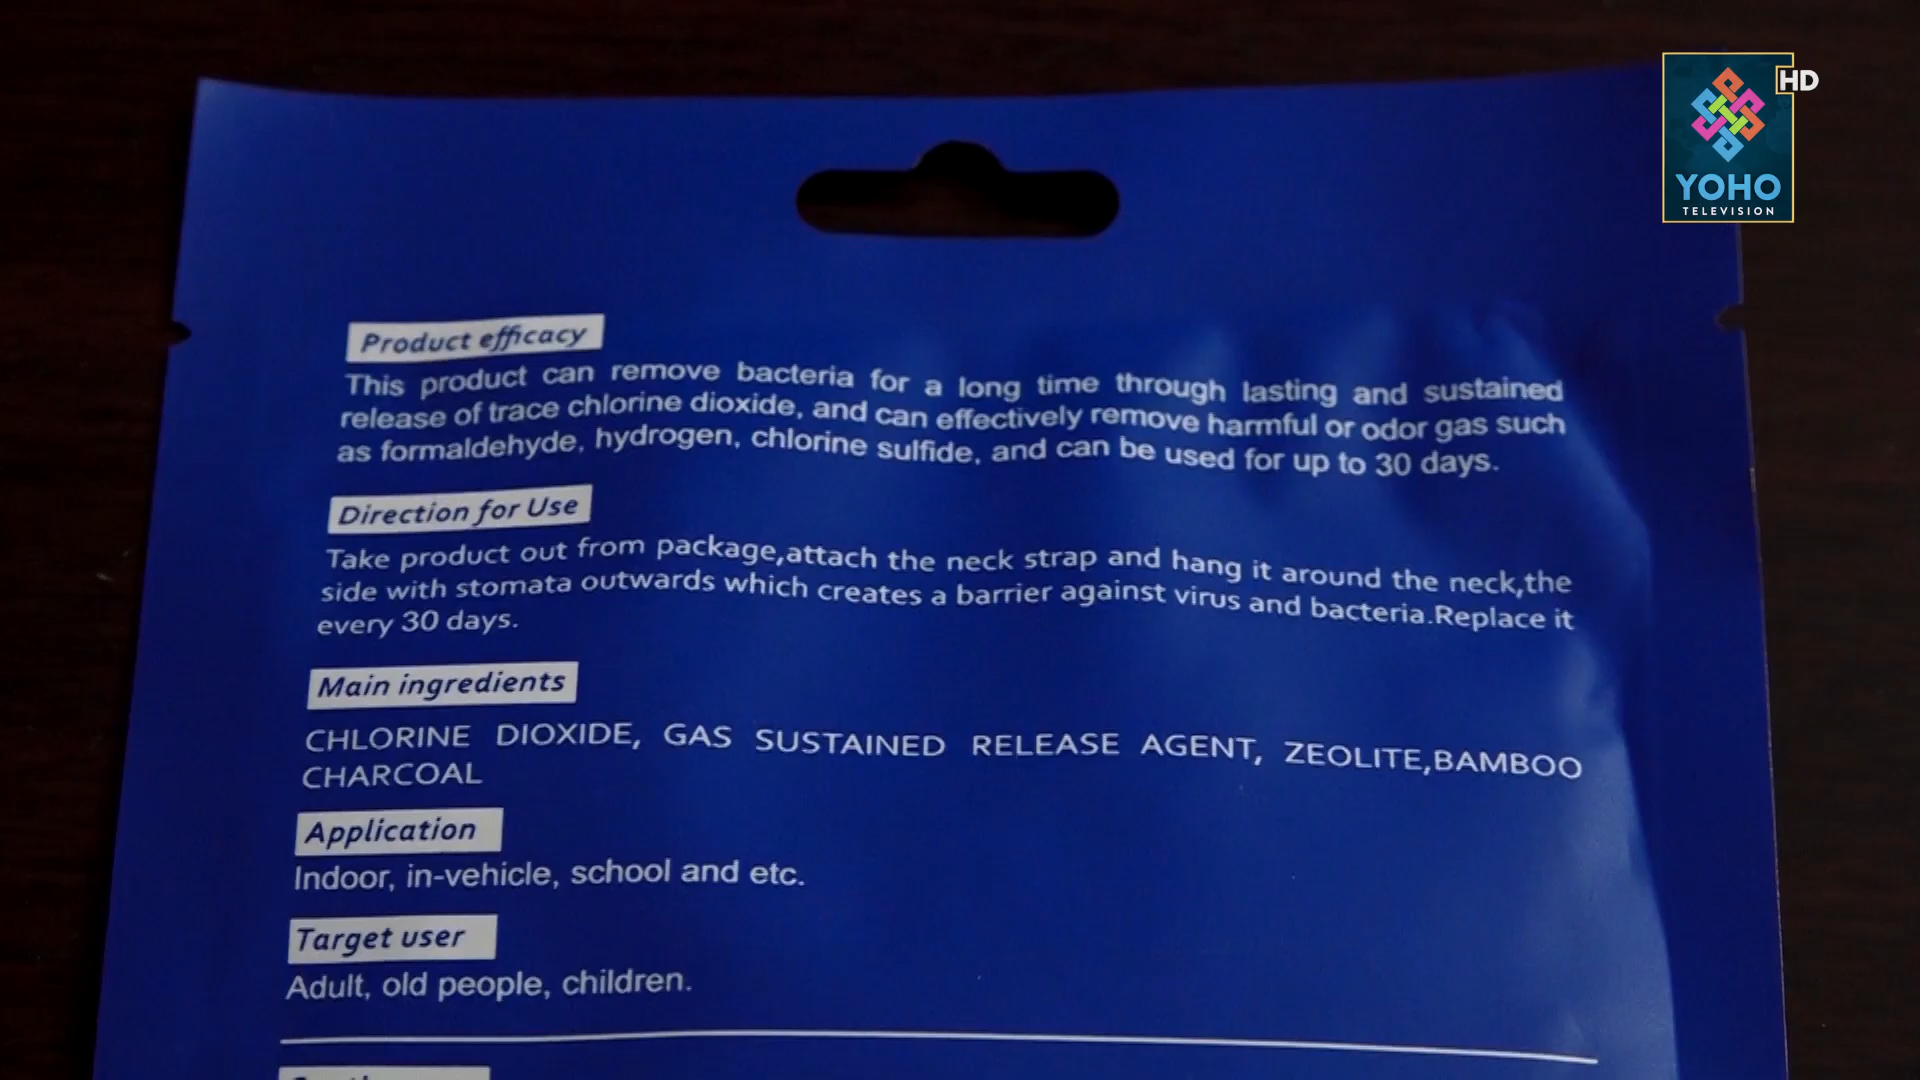 HD
YOHO
TELEVISION
Product efficacy
This product can remove bacteria for a long time through lasting and sustained
release of trace chlorine dioxide, and can effectively remove harmful or odor gas such
as formaldehyde, hydrogen, chlorine sulfide, and can be used for up to 30 days.
Direction for Use
Take product out from package,attach the neck strap and hang it around the neck,the
side with stomata outwards which creates a barrier against virus and bacteria.Replace it
every 30 days.
Main ingredients
CHLORINE DIOXIDE, GAS SUSTAINED RELEASE AGENT, ZEOLITE,BAMBOO
CHARCOAL
Application
Indoor, in-vehicle, school and etc.
Target user
Adult, old people, children.